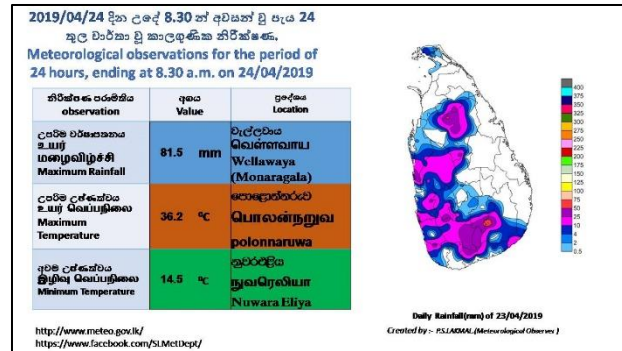 2019/04/24 දින උදේ 8.30 න් අවසන් වූ පැය 24
තුල වාර්තා වූ කාලගුණික නිරීක්ෂණ.
Meteorological observations for the period of
24 hours, ending at 8.30 a.m. on 24/04/2019
නිරීක්ෂණ පරාමිතිය
observation
අගය
Value
ප්‍රදේශය
Location
උපරිම වර්ෂාපතනය
உயர்
மழைவீழ்ச்சி
Maximum Rainfall
81.5 mm
වැල්ලවාය
வெள்ளவாய
Wellawaya
(Monaragala)
උපරිම උෂ්ණත්වය
உயர் வெப்பநிலை
Maximum
Temperature
36.2 ºC
පොළොන්නරුව
பொலன்நறுவ
polonnaruwa
අවම උෂ්ණත්වය
இழிவு வெப்பநிலை
Minimum Temperature
14.5 ºC
නුවරඑළිය
நுவரெலியா
Nuwara Eliya
http://www.meteo.gov.lk/
https://www.facebook.com/SLMetDept/
400
375
350
325
300
275
250
225
200
175
150
100
75
50
25
10
4
2
0.5
Daily Rainfall(mm) of 23/04/2019
Created by :- P.S.LAKMAL.(Meteorological Observer )